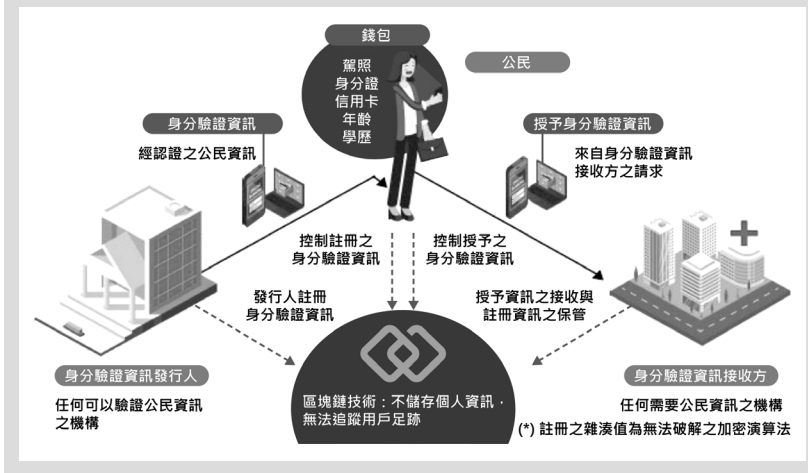 錢包
駕照
身分證
信用卡
年齡
學歷
公民
身分驗證資訊
經認證之公民資訊
授予身分驗證資訊
來自身分驗證資訊
接收方之請求
控制註冊之
身分驗證資訊
控制授予之
身分驗證資訊
發行人註冊
身分驗證資訊
授予資訊之接收與
註冊資訊之保管
身分驗證資訊發行人
任何可以驗證公民資訊
之機構
區塊鏈技術：不儲存個人資訊，
無法追蹤用戶足跡
身分驗證資訊接收方
任何需要公民資訊之機構
(*) 註冊之雜湊值為無法破解之加密演算法